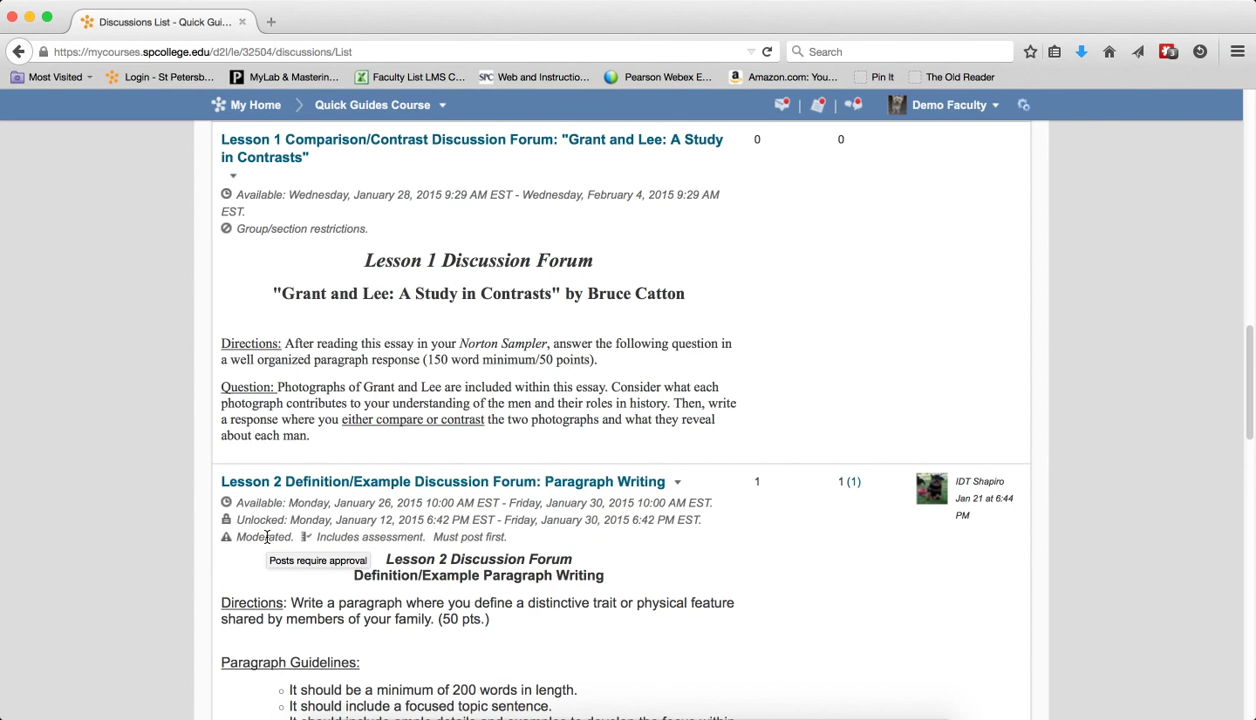 Discussions List - Quick Gui...
https://mycourses.spcollege.edu/d2l/le/32504/discussions/List
Search
Most Visited
Login - St Petersb...
MyLab & Mastering...
Faculty List LMS C...
SPC Web and Instructio...
Pearson Webex E...
Amazon.com: You...
Pin It
The Old Reader
My Home
Quick Guides Course
Demo Faculty
Lesson 1 Comparison/Contrast Discussion Forum: "Grant and Lee: A Study 0 0
in Contrasts"
Available: Wednesday, January 28, 2015 9:29 AM EST - Wednesday, February 4, 2015 9:29 AM
EST.
Group/section restrictions.
Lesson 1 Discussion Forum
"Grant and Lee: A Study in Contrasts" by Bruce Catton
Directions: After reading this essay in your Norton Sampler, answer the following question in
a well organized paragraph response (150 word minimum/50 points).
Question: Photographs of Grant and Lee are included within this essay. Consider what each
photograph contributes to your understanding of the men and their roles in history. Then, write
a response where you either compare or contrast the two photographs and what they reveal
about each man.
Lesson 2 Definition/Example Discussion Forum: Paragraph Writing 1 1 (1) IDT Shapiro
Jan 21 at 6:44
PM
Available: Monday, January 26, 2015 10:00 AM EST - Friday, January 30, 2015 10:00 AM EST.
Unlocked: Monday, January 12, 2015 6:42 PM EST - Friday, January 30, 2015 6:42 PM EST.
Moderated. Includes assessment. Must post first.
Posts require approval
Lesson 2 Discussion Forum
Definition/Example Paragraph Writing
Directions: Write a paragraph where you define a distinctive trait or physical feature
shared by members of your family. (50 pts.)
Paragraph Guidelines:
It should be a minimum of 200 words in length.
It should include a focused topic sentence.
It should include ample details and examples to develop the focus within